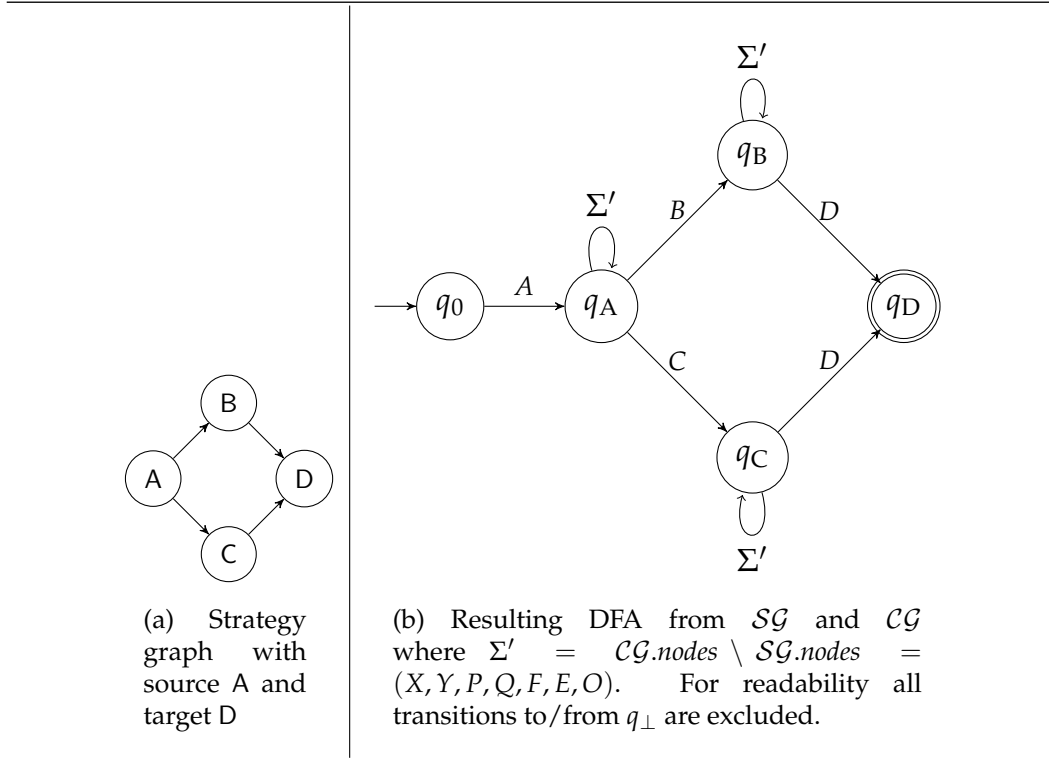 A
B
C
D
(a) Strategy
graph with
source A and
target D
Σ′
q_B
Σ′
B
D
A
q_0
q_A
q_D
C
D
q_C
Σ′
(b) Resulting DFA from 𝒮𝒢 and 𝒞𝒢
where Σ′ = 𝒞𝒢.nodes \ 𝒮𝒢.nodes =
(X, Y, P, Q, F, E, O). For readability all
transitions to/from q_⊥ are excluded.